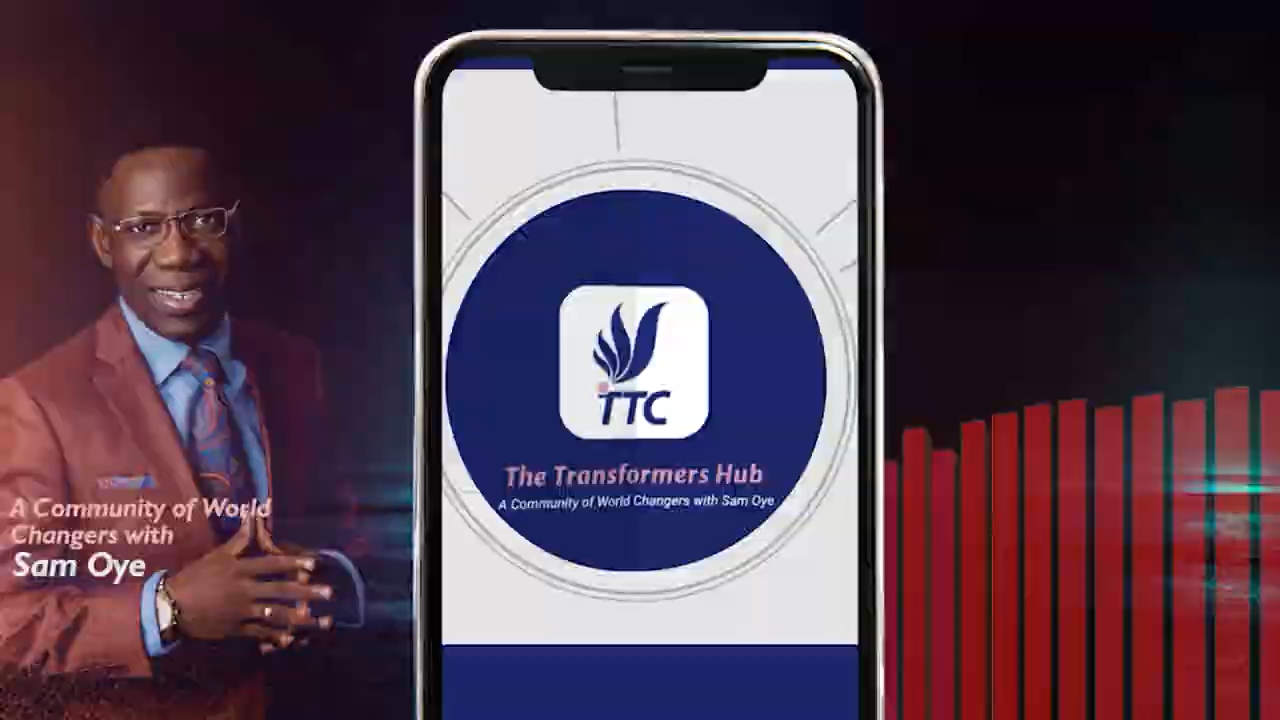 A Community of World
Changers with
Sam Oye
TTC
The Transformers Hub
A Community of World Changers with Sam Oye